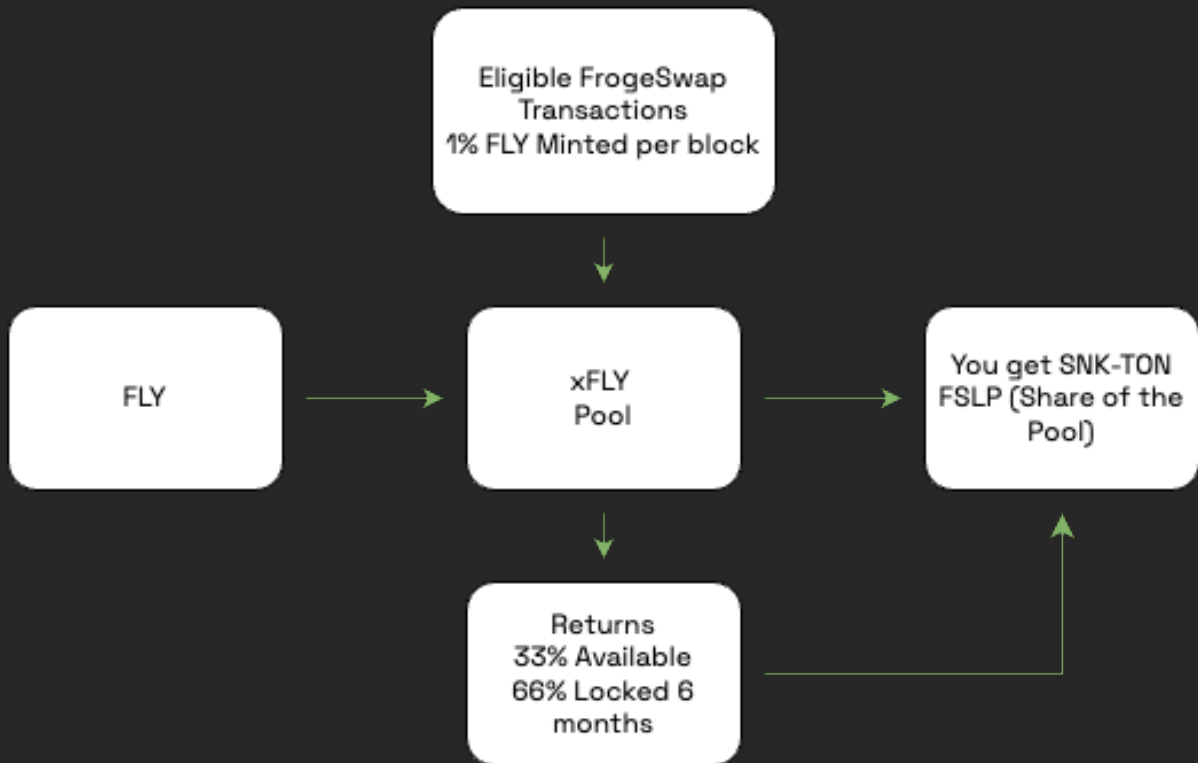 Eligible FrogeSwap
Transactions
1% FLY Minted per block
FLY
xFLY
Pool
You get SNK-TON
FSLP (Share of the
Pool)
Returns
33% Available
66% Locked 6
months